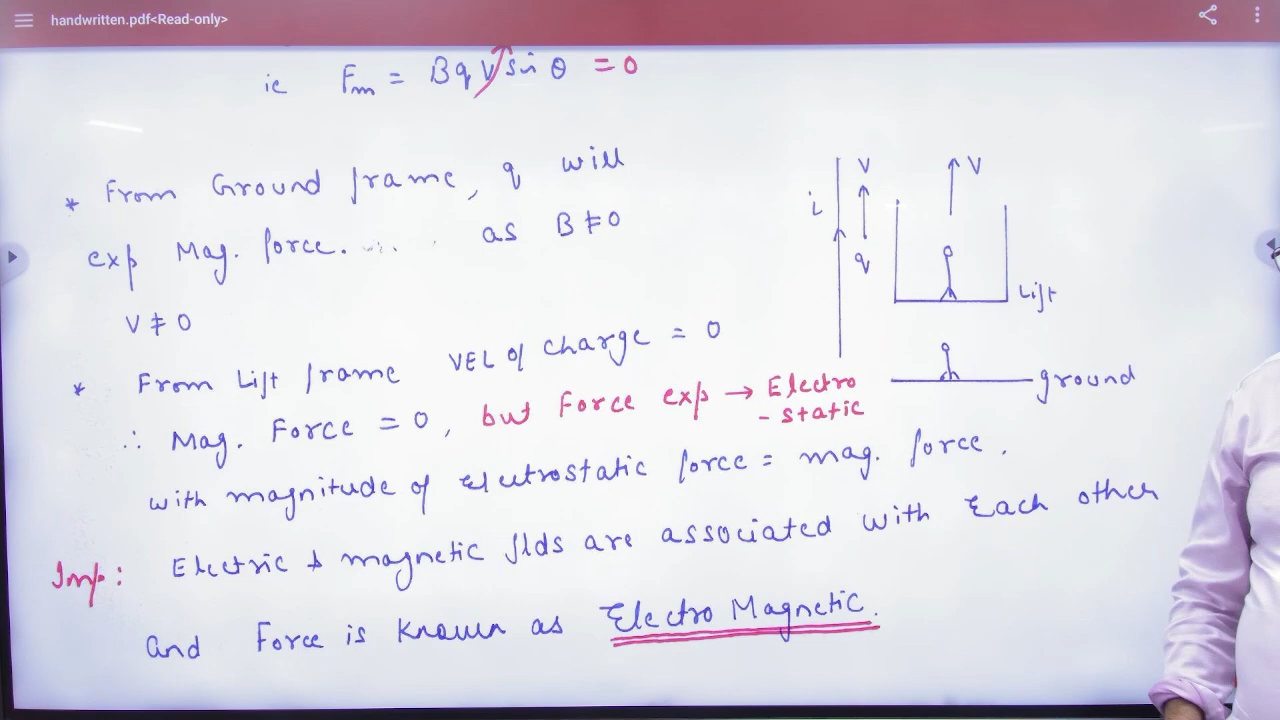 handwritten.pdf<Read-only>
ie Fm = BqV sin θ = 0
* From Ground frame, q will
exp Mag. force. as B ≠ 0
V ≠ 0
* From Lift frame VEL of charge = 0
∴ Mag. Force = 0, but Force exp → Electro
- static
with magnitude of Electrostatic force = mag. force.
Imp: Electric & magnetic flds are associated with Each other
and Force is known as Electro Magnetic.
i V q V
Lift
ground